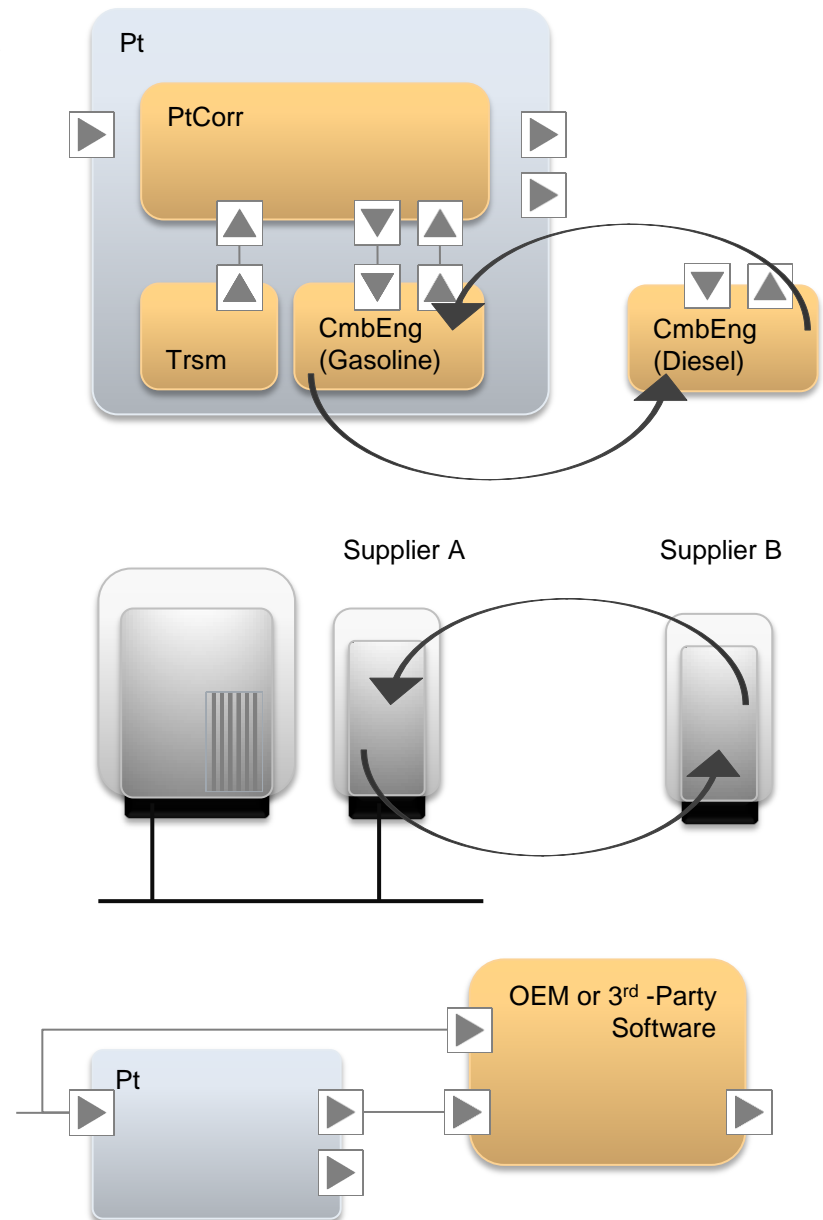 Pt
PtCorr
Trsm
CmbEng
(Gasoline)
CmbEng
(Diesel)
Supplier A
Supplier B
OEM or 3rd -Party
Software
Pt